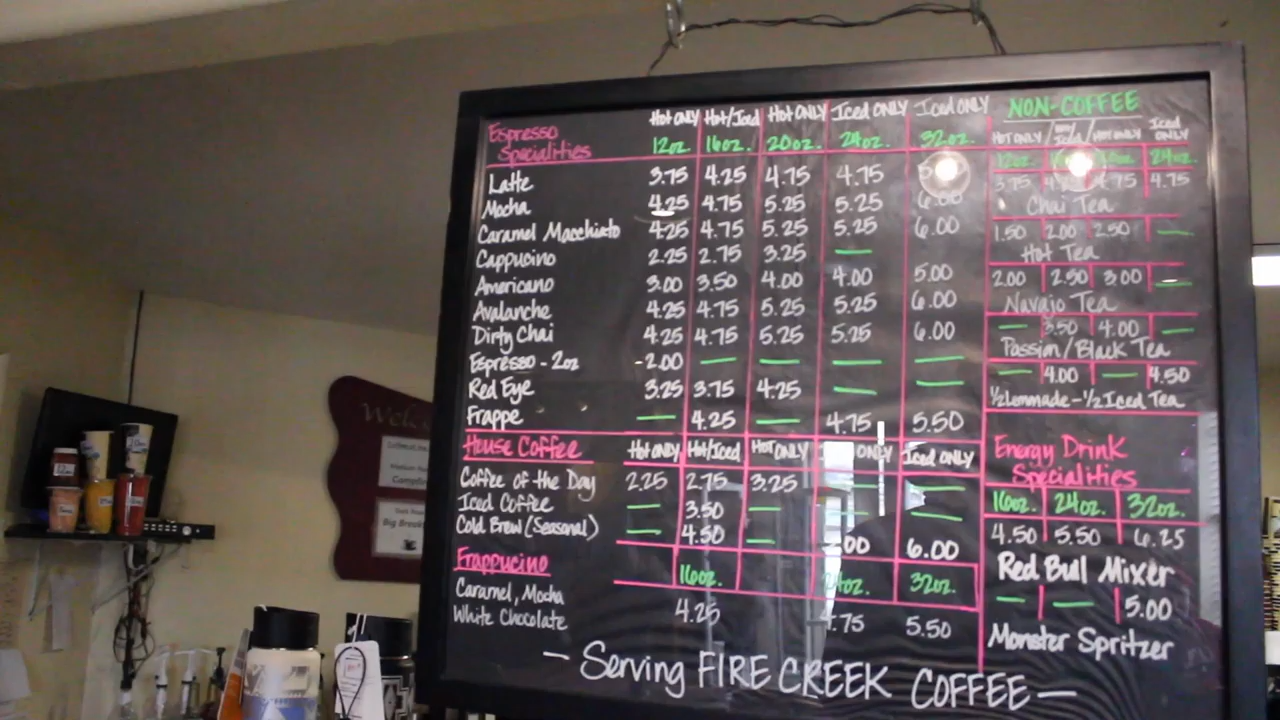 Hot ONLY Hot/Iced Hot ONLY Iced ONLY Iced ONLY
Espresso Specialities 12oz. 16oz. 20oz. 24oz. 32oz.
Latte 3.75 4.25 4.75 4.75
Mocha 4.25 4.75 5.25 5.25 6.00
Caramel Macchiato 4.25 4.75 5.25 5.25 6.00
Cappucino 2.25 2.75 3.25 —
Americano 3.00 3.50 4.00 4.00 5.00
Avalanche 4.25 4.75 5.25 5.25 6.00
Dirty Chai 4.25 4.75 5.25 5.25 6.00
Espresso - 2oz -2.00 — — — —
Red Eye 3.25 3.75 4.25 — —
Frappe — 4.25 — 4.75 5.50
House Coffee Hot ONLY Hot/Iced Hot ONLY ONLY Iced ONLY
Coffee of the Day 2.25 2.75 3.25 — —
Iced Coffee — 3.50 — —
Cold Brew (Seasonal) — 4.50 — .00 6.00
Frappucino 16oz. 24oz. 32oz.
Caramel, Mocha
White Chocolate 4.25 4.75 5.50
NON-COFFEE
HOT ONLY / HOT ONLY Iced ONLY
12oz. 24oz.
3.75 4.75 4.75
Chai Tea
1.50 2.00 2.50 —
Hot Tea
2.00 2.50 3.00 —
Navajo Tea
— 3.50 4.00 —
Passion/Black Tea
— 4.00 — 4.50
½ Lemmade - ½ Iced Tea
Energy Drink
Specialities
16oz. 24oz. 32oz.
4.50 5.50 6.25
Red Bull Mixer
— — 5.00
Monster Spritzer
— Serving FIRE CREEK COFFEE —
Big Break